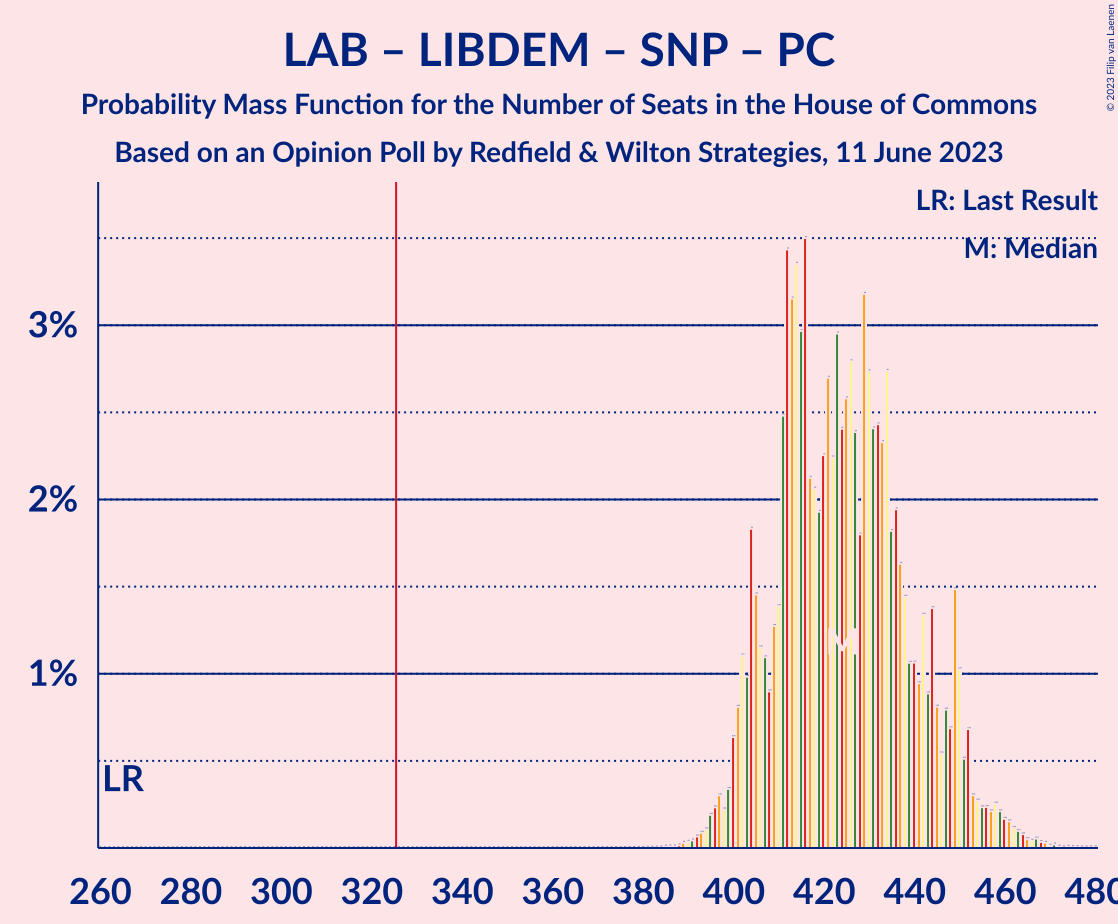 LAB – LIBDEM – SNP – PC
Probability Mass Function for the Number of Seats in the House of Commons
Based on an Opinion Poll by Redfield & Wilton Strategies, 11 June 2023
© 2023 Filip van Laenen
LR: Last Result
M: Median
3%
2%
1%
M
LR
260 280 300 320 340 360 380 400 420 440 460 480